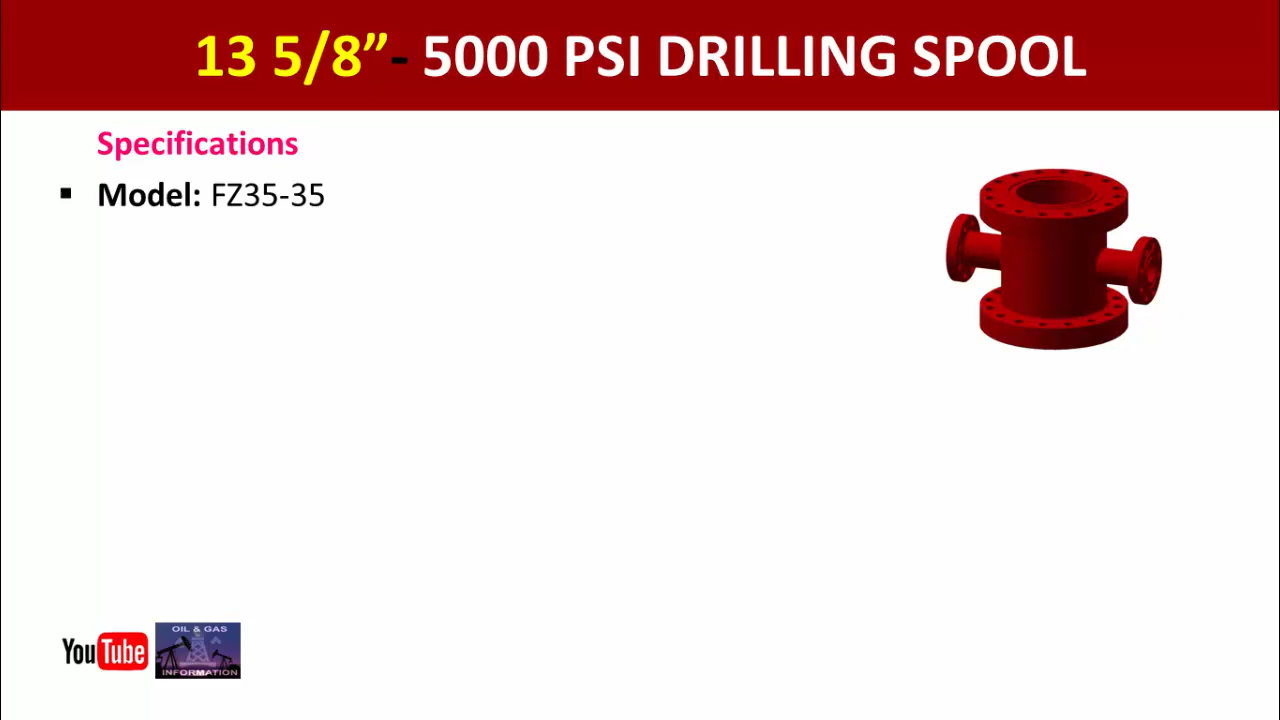 13 5/8”- 5000 PSI DRILLING SPOOL
Specifications
▪ Model: FZ35-35
YouTube
OIL & GAS
INFORMATION